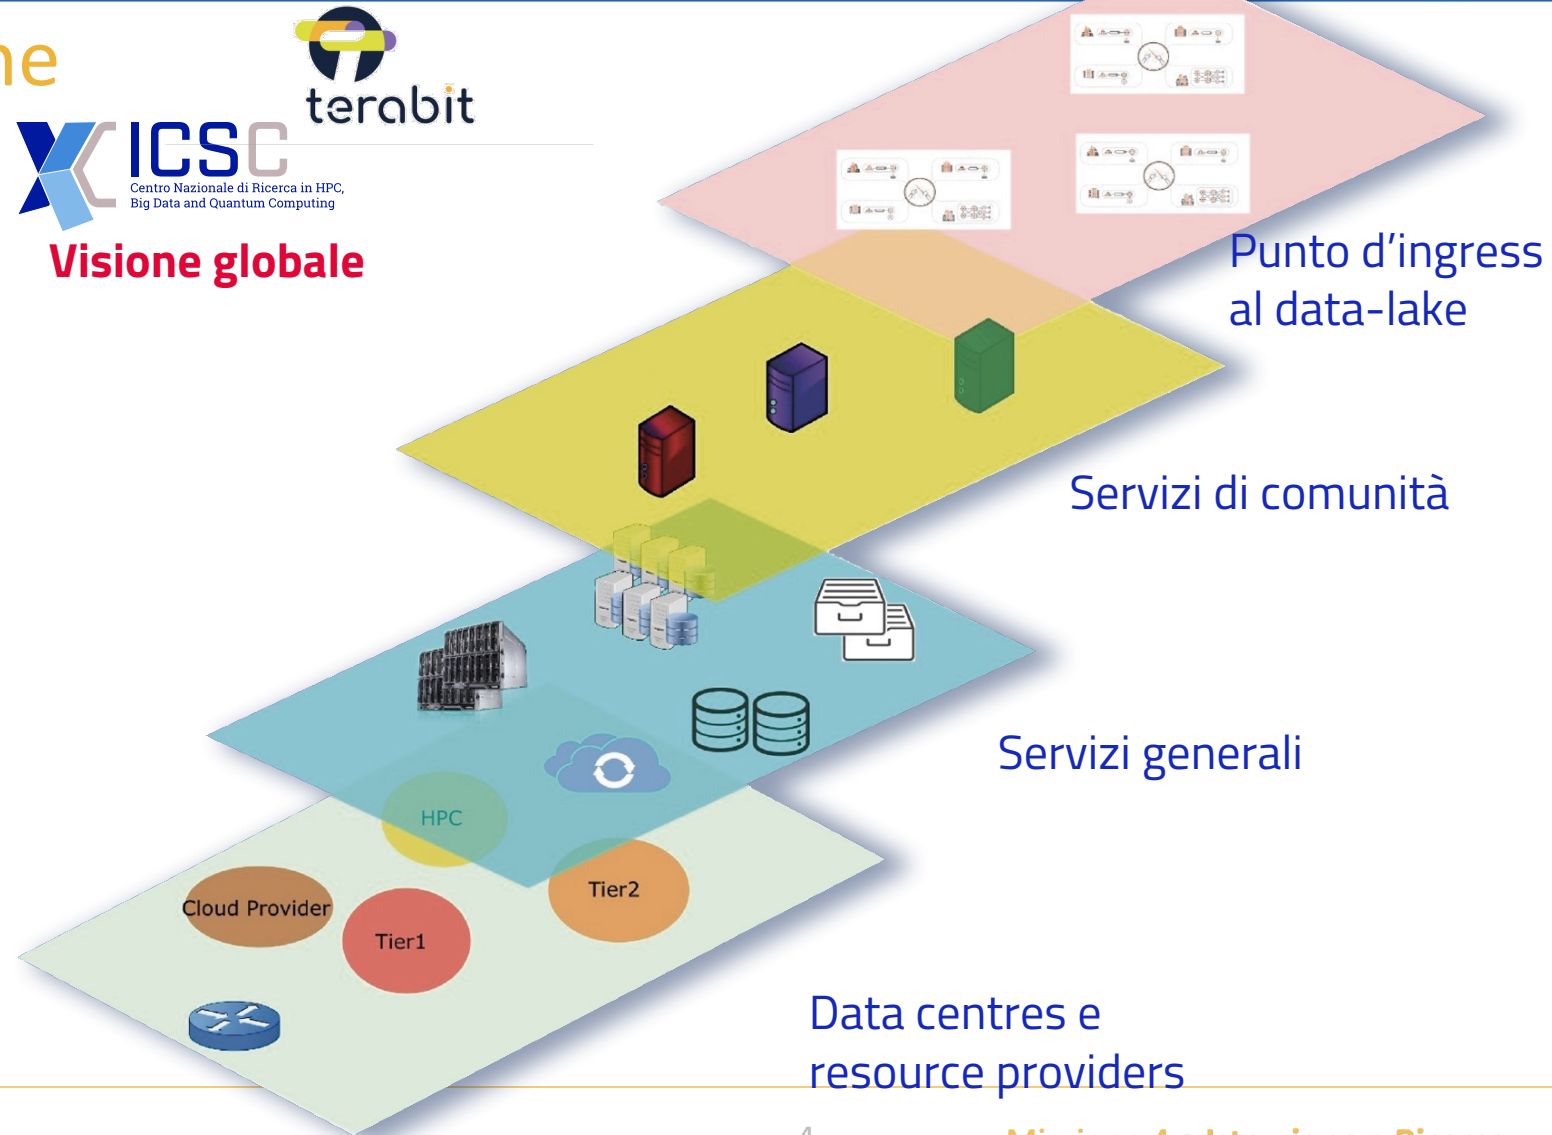 terabit
ICSC
Centro Nazionale di Ricerca in HPC,
Big Data and Quantum Computing
Visione globale
Punto d’ingress
al data-lake
Servizi di comunità
Servizi generali
HPC
Cloud Provider
Tier2
Tier1
Data centres e
resource providers
4